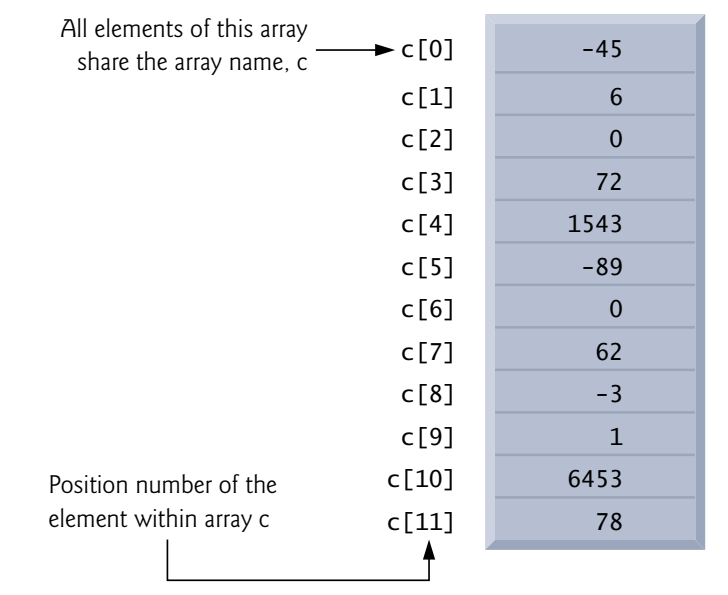 All elements of this array
share the array name, c
c[0] -45
c[1] 6
c[2] 0
c[3] 72
c[4] 1543
c[5] -89
c[6] 0
c[7] 62
c[8] -3
c[9] 1
Position number of the
element within array c
c[10] 6453
c[11] 78